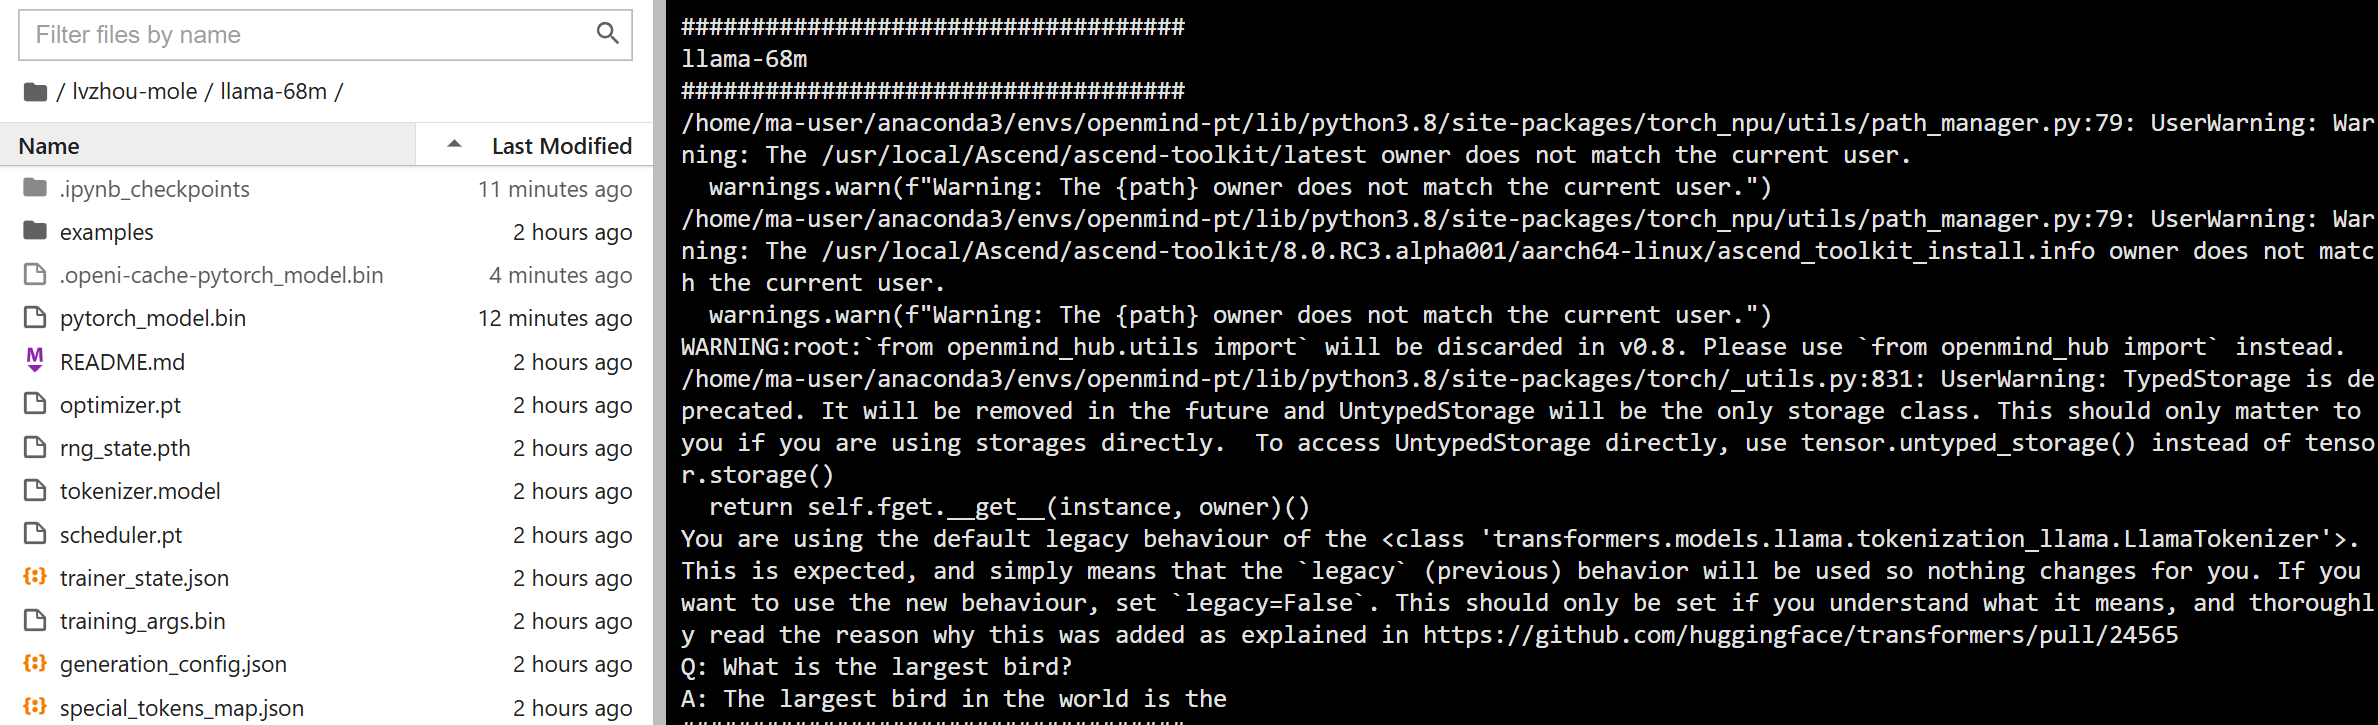 Filter files by name
/ lvzhou-mole / llama-68m /
Name Last Modified
.ipynb_checkpoints 11 minutes ago
examples 2 hours ago
.openi-cache-pytorch_model.bin 4 minutes ago
pytorch_model.bin 12 minutes ago
README.md 2 hours ago
optimizer.pt 2 hours ago
rng_state.pth 2 hours ago
tokenizer.model 2 hours ago
scheduler.pt 2 hours ago
trainer_state.json 2 hours ago
training_args.bin 2 hours ago
generation_config.json 2 hours ago
special_tokens_map.json 2 hours ago
####################################
llama-68m
####################################
/home/ma-user/anaconda3/envs/openmind-pt/lib/python3.8/site-packages/torch_npu/utils/path_manager.py:79: UserWarning: War
ning: The /usr/local/Ascend/ascend-toolkit/latest owner does not match the current user.
  warnings.warn(f"Warning: The {path} owner does not match the current user.")
/home/ma-user/anaconda3/envs/openmind-pt/lib/python3.8/site-packages/torch_npu/utils/path_manager.py:79: UserWarning: War
ning: The /usr/local/Ascend/ascend-toolkit/8.0.RC3.alpha001/aarch64-linux/ascend_toolkit_install.info owner does not matc
h the current user.
  warnings.warn(f"Warning: The {path} owner does not match the current user.")
WARNING:root:`from openmind_hub.utils import` will be discarded in v0.8. Please use `from openmind_hub import` instead.
/home/ma-user/anaconda3/envs/openmind-pt/lib/python3.8/site-packages/torch/_utils.py:831: UserWarning: TypedStorage is de
precated. It will be removed in the future and UntypedStorage will be the only storage class. This should only matter to
you if you are using storages directly.  To access UntypedStorage directly, use tensor.untyped_storage() instead of tenso
r.storage()
  return self.fget.__get__(instance, owner)()
You are using the default legacy behaviour of the <class 'transformers.models.llama.tokenization_llama.LlamaTokenizer'>.
This is expected, and simply means that the `legacy` (previous) behavior will be used so nothing changes for you. If you
want to use the new behaviour, set `legacy=False`. This should only be set if you understand what it means, and thoroughl
y read the reason why this was added as explained in https://github.com/huggingface/transformers/pull/24565
Q: What is the largest bird?
A: The largest bird in the world is the